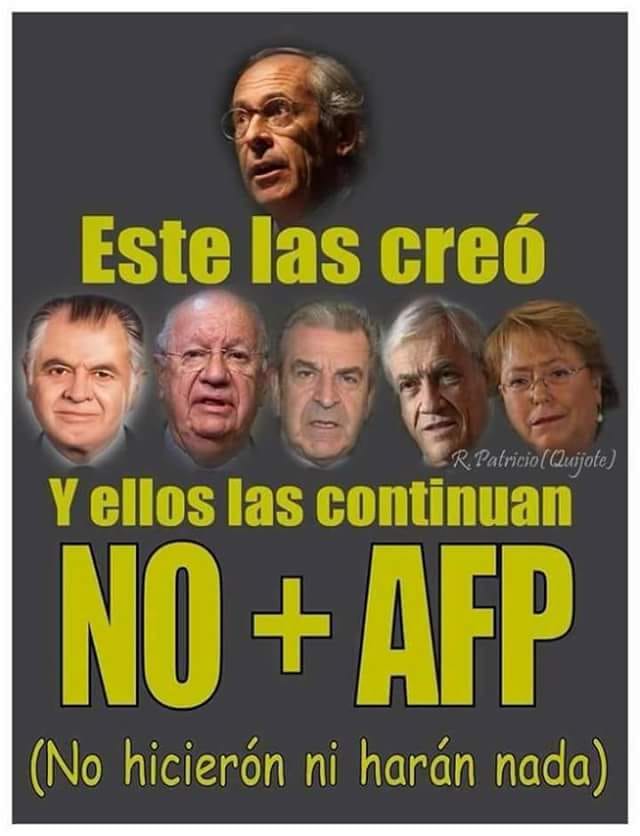 Este las creó
R. Patricio (Quijote)
Y ellos las continuan
NO + AFP
(No hicierón ni harán nada)